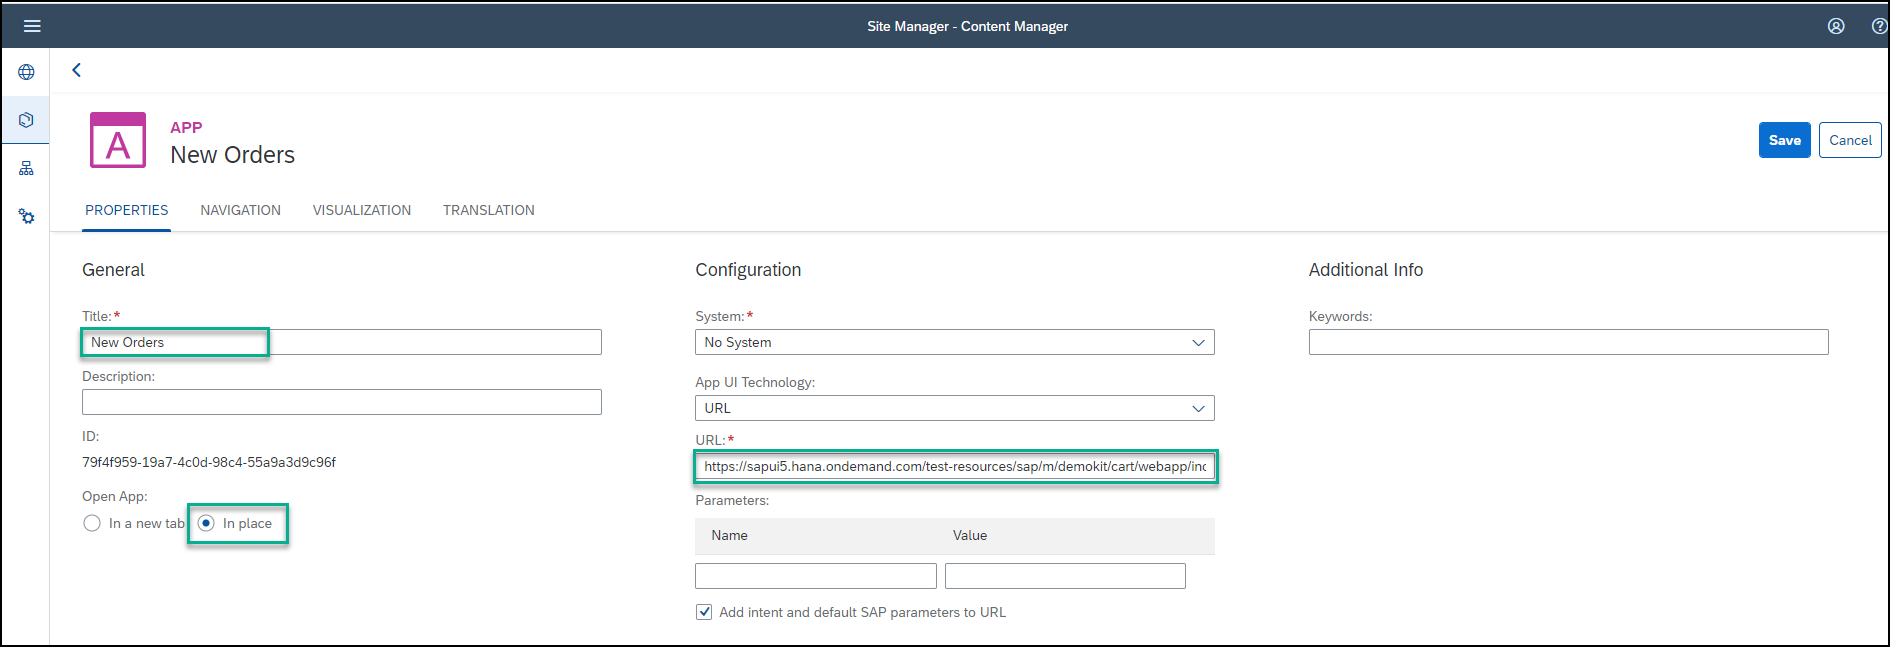 Site Manager - Content Manager
A
APP
New Orders
Save
Cancel
PROPERTIES
NAVIGATION
VISUALIZATION
TRANSLATION
General
Title:*
New Orders
Description:
ID:
79f4f959-19a7-4c0d-98c4-55a9a3d9c96f
Open App:
In a new tab
In place
Configuration
System:*
No System
App UI Technology:
URL
URL:*
https://sapui5.hana.ondemand.com/test-resources/sap/m/demokit/cart/webapp/inc
Parameters:
Name
Value
Add intent and default SAP parameters to URL
Additional Info
Keywords: